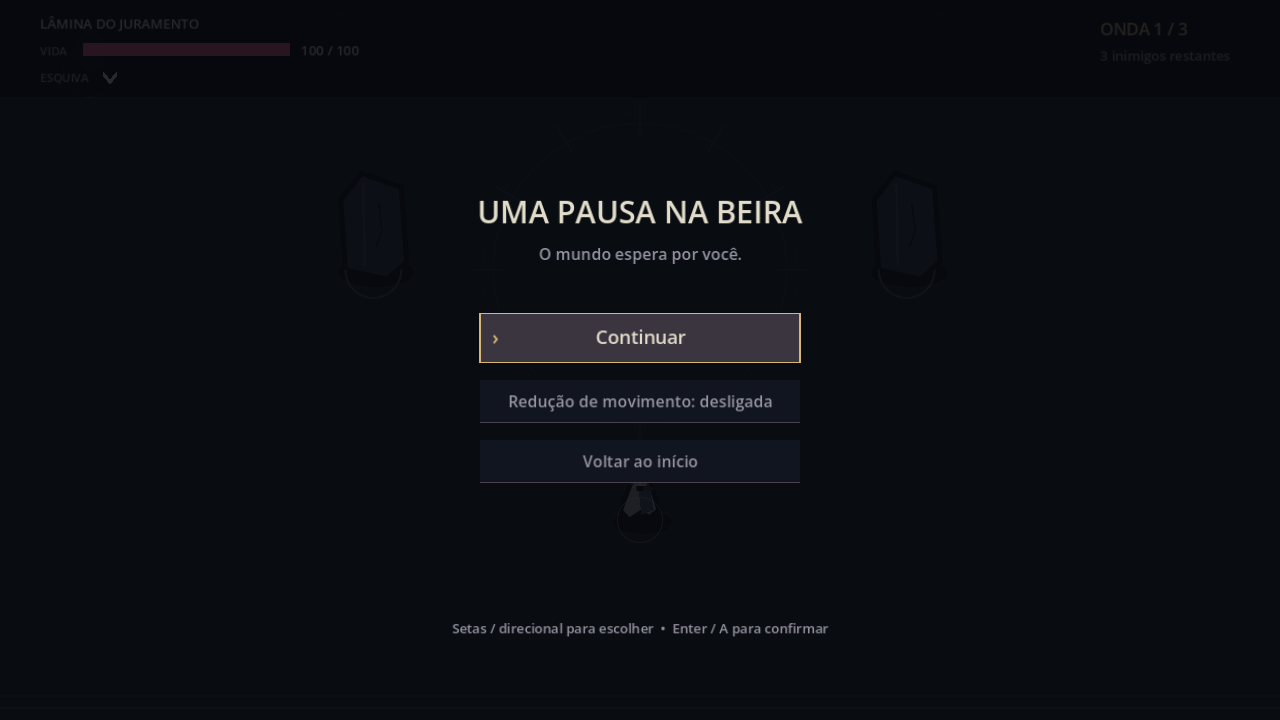 LÂMINA DO JURAMENTO
VIDA 100 / 100
ESQUIVA
ONDA 1 / 3
3 inimigos restantes
UMA PAUSA NA BEIRA
O mundo espera por você.
› Continuar
Redução de movimento: desligada
Voltar ao início
Setas / direcional para escolher • Enter / A para confirmar